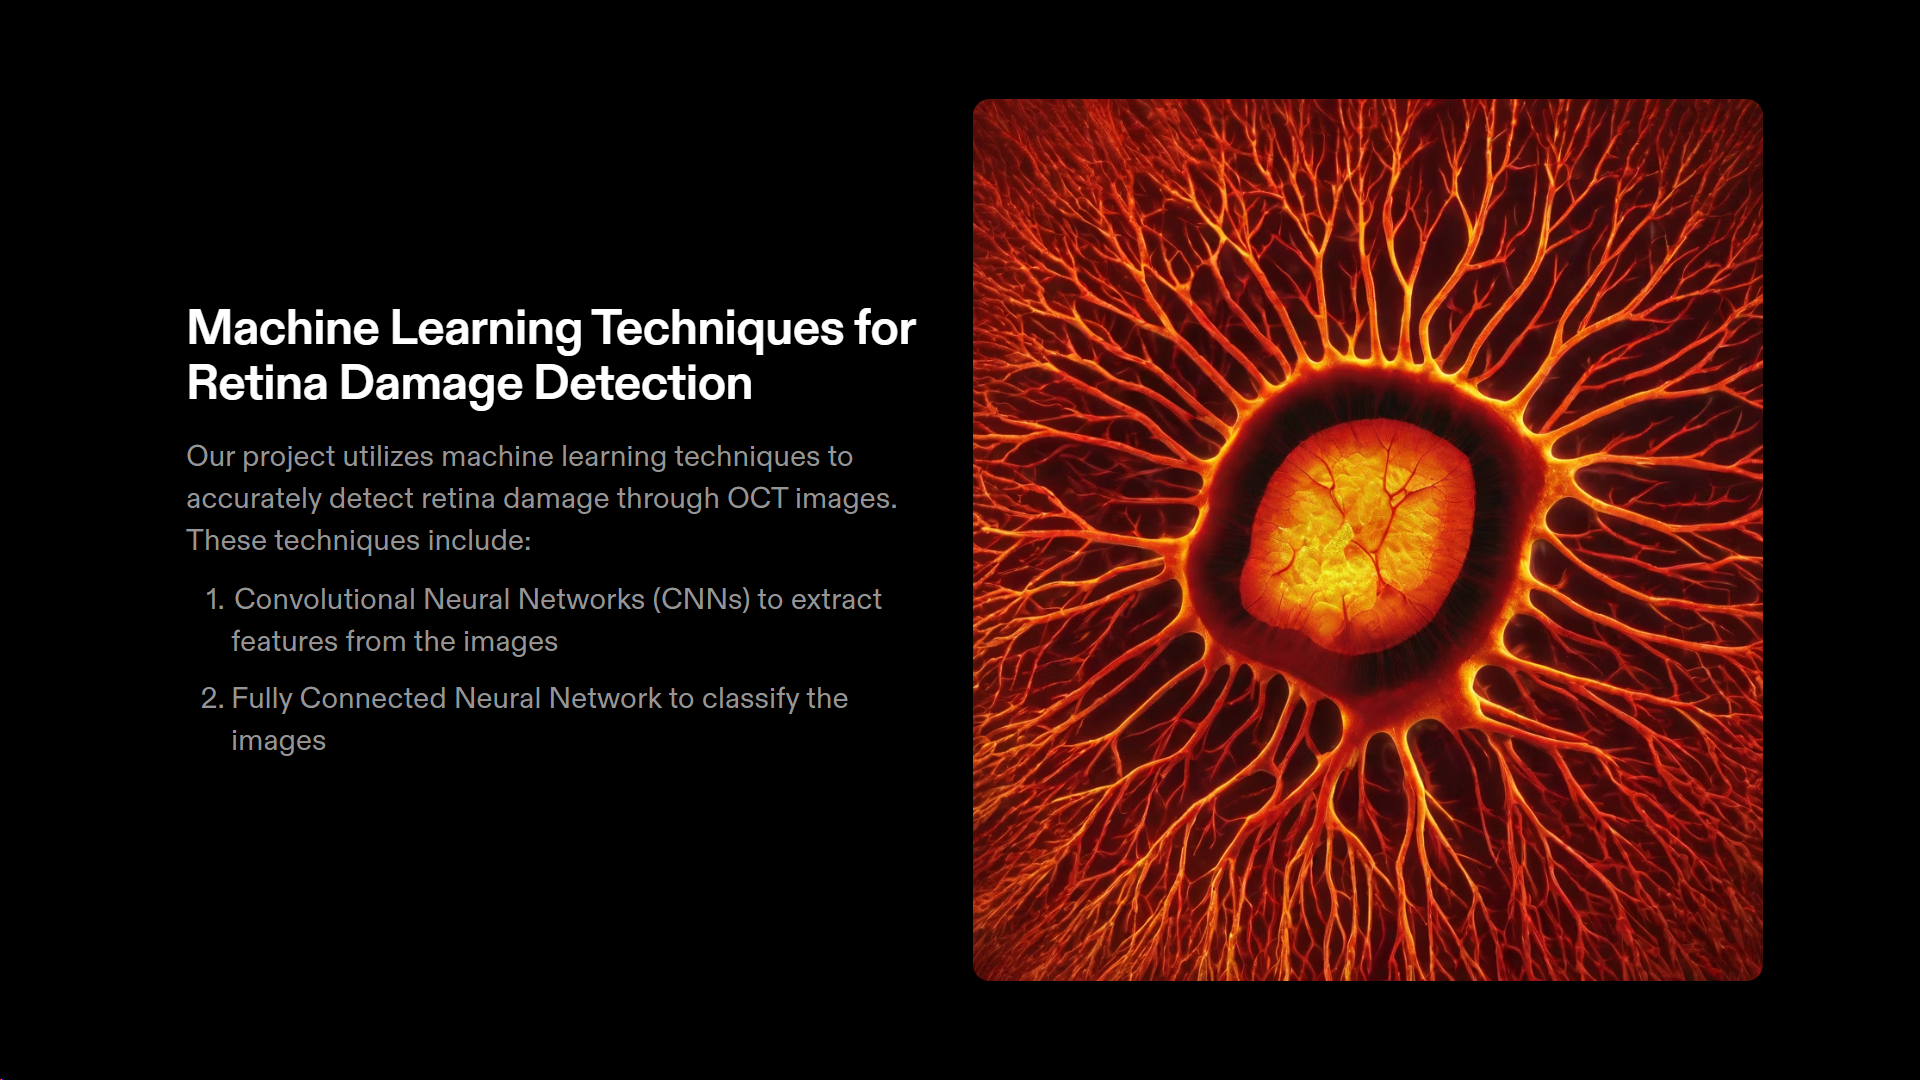 Machine Learning Techniques for
Retina Damage Detection
Our project utilizes machine learning techniques to
accurately detect retina damage through OCT images.
These techniques include:
1. Convolutional Neural Networks (CNNs) to extract
features from the images
2. Fully Connected Neural Network to classify the
images